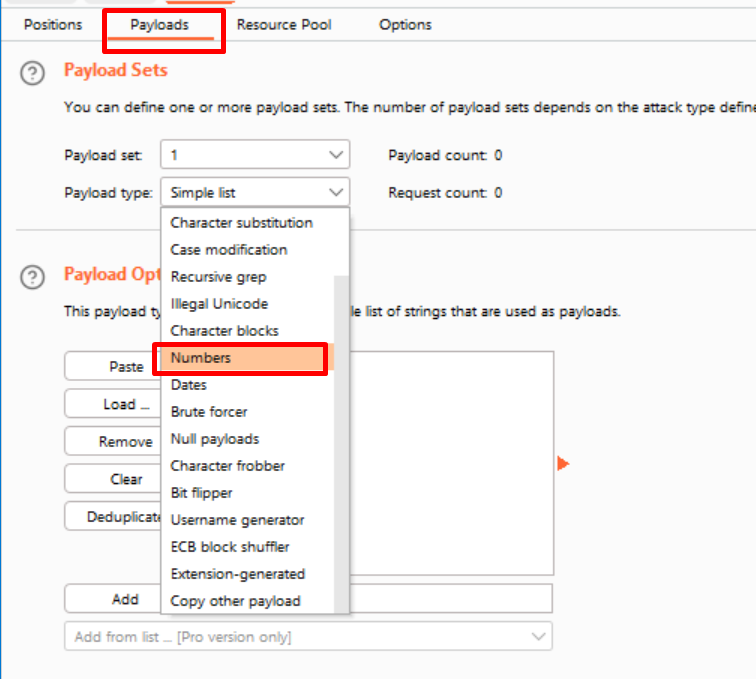 Positions Payloads Resource Pool Options
? Payload Sets
You can define one or more payload sets. The number of payload sets depends on the attack type define
Payload set: 1 Payload count: 0
Payload type: Simple list Request count: 0
Character substitution
Case modification
? Payload Opt
Recursive grep
Illegal Unicode
This payload ty le list of strings that are used as payloads.
Character blocks
Numbers
Paste
Dates
Load ...
Brute forcer
Remove
Null payloads
Character frobber
Clear
Bit flipper
Deduplicate
Username generator
ECB block shuffler
Extension-generated
Add
Copy other payload
Add from list ... [Pro version only]